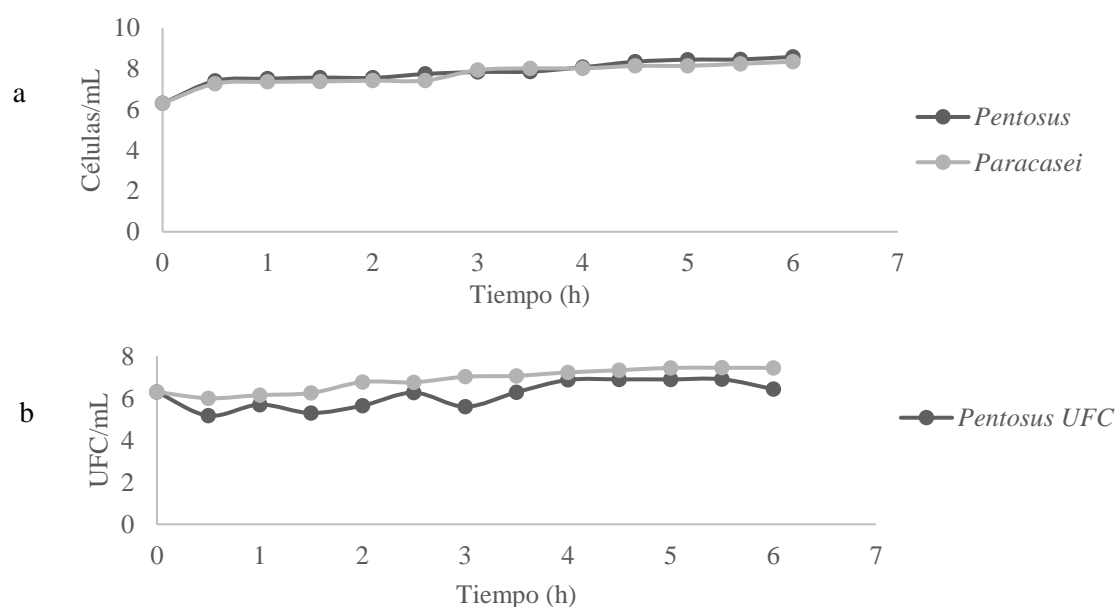 a
Células/mL
10
8
6
4
2
0
0 1 2 3 4 5 6 7
Tiempo (h)
Pentosus
Paracasei
b
UFC/mL
8
6
4
2
0
0 1 2 3 4 5 6 7
Tiempo (h)
Pentosus UFC